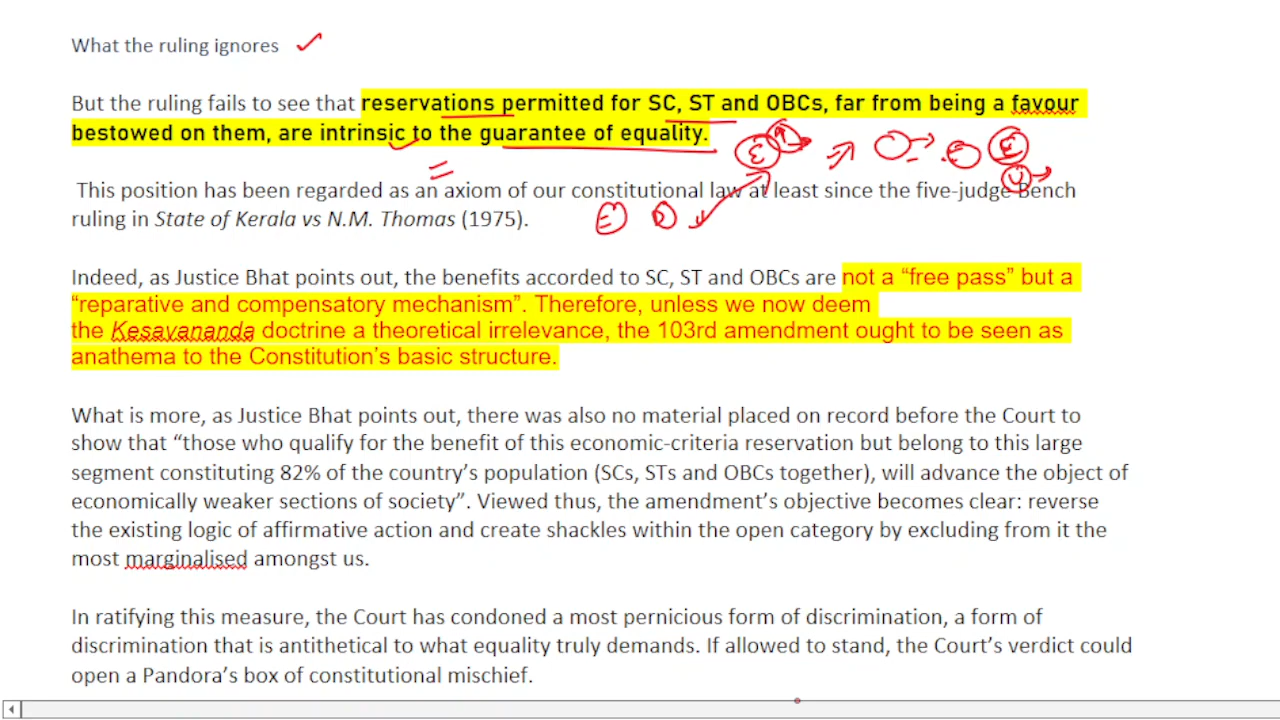 What the ruling ignores
But the ruling fails to see that reservations permitted for SC, ST and OBCs, far from being a favour
bestowed on them, are intrinsic to the guarantee of equality.
This position has been regarded as an axiom of our constitutional law at least since the five-judge Bench
ruling in State of Kerala vs N.M. Thomas (1975).
Indeed, as Justice Bhat points out, the benefits accorded to SC, ST and OBCs are not a “free pass” but a
“reparative and compensatory mechanism”. Therefore, unless we now deem
the Kesavananda doctrine a theoretical irrelevance, the 103rd amendment ought to be seen as
anathema to the Constitution’s basic structure.
What is more, as Justice Bhat points out, there was also no material placed on record before the Court to
show that “those who qualify for the benefit of this economic-criteria reservation but belong to this large
segment constituting 82% of the country’s population (SCs, STs and OBCs together), will advance the object of
economically weaker sections of society”. Viewed thus, the amendment’s objective becomes clear: reverse
the existing logic of affirmative action and create shackles within the open category by excluding from it the
most marginalised amongst us.
In ratifying this measure, the Court has condoned a most pernicious form of discrimination, a form of
discrimination that is antithetical to what equality truly demands. If allowed to stand, the Court’s verdict could
open a Pandora’s box of constitutional mischief.